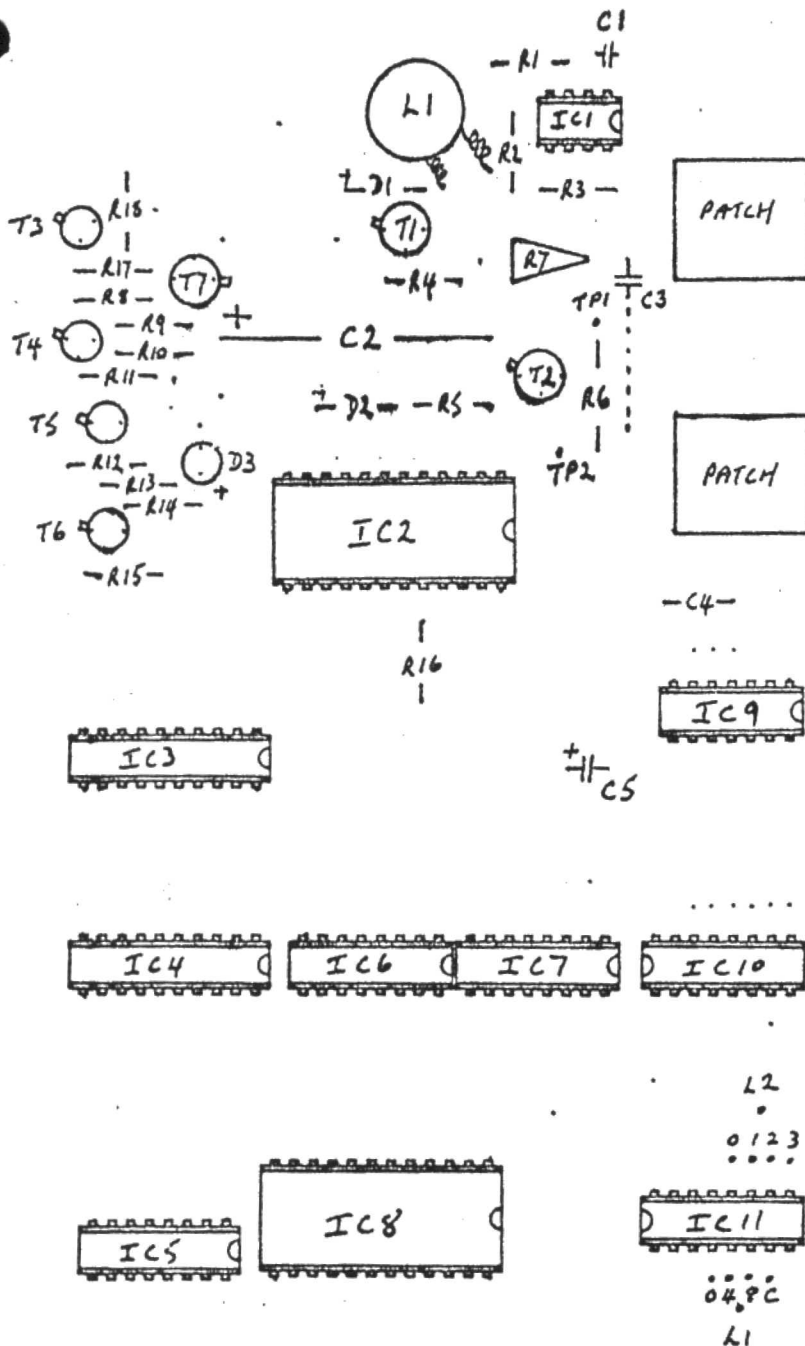 C1
R1
L1
IC1
R2
D1
R3
R18
T3
T1
PATCH
R17
T7
R4
R7
R8
TP1
C3
R9
+
T4
C2
R10
R11
T2
+
D2
R5
R6
T5
R12
D3
TP2
PATCH
R13
+
R14
T6
IC2
R15
C4
R16
IC9
IC3
+
C5
IC4
IC6
IC7
IC10
L2
0 1 2 3
IC8
IC11
IC5
0 4 8 C
L1